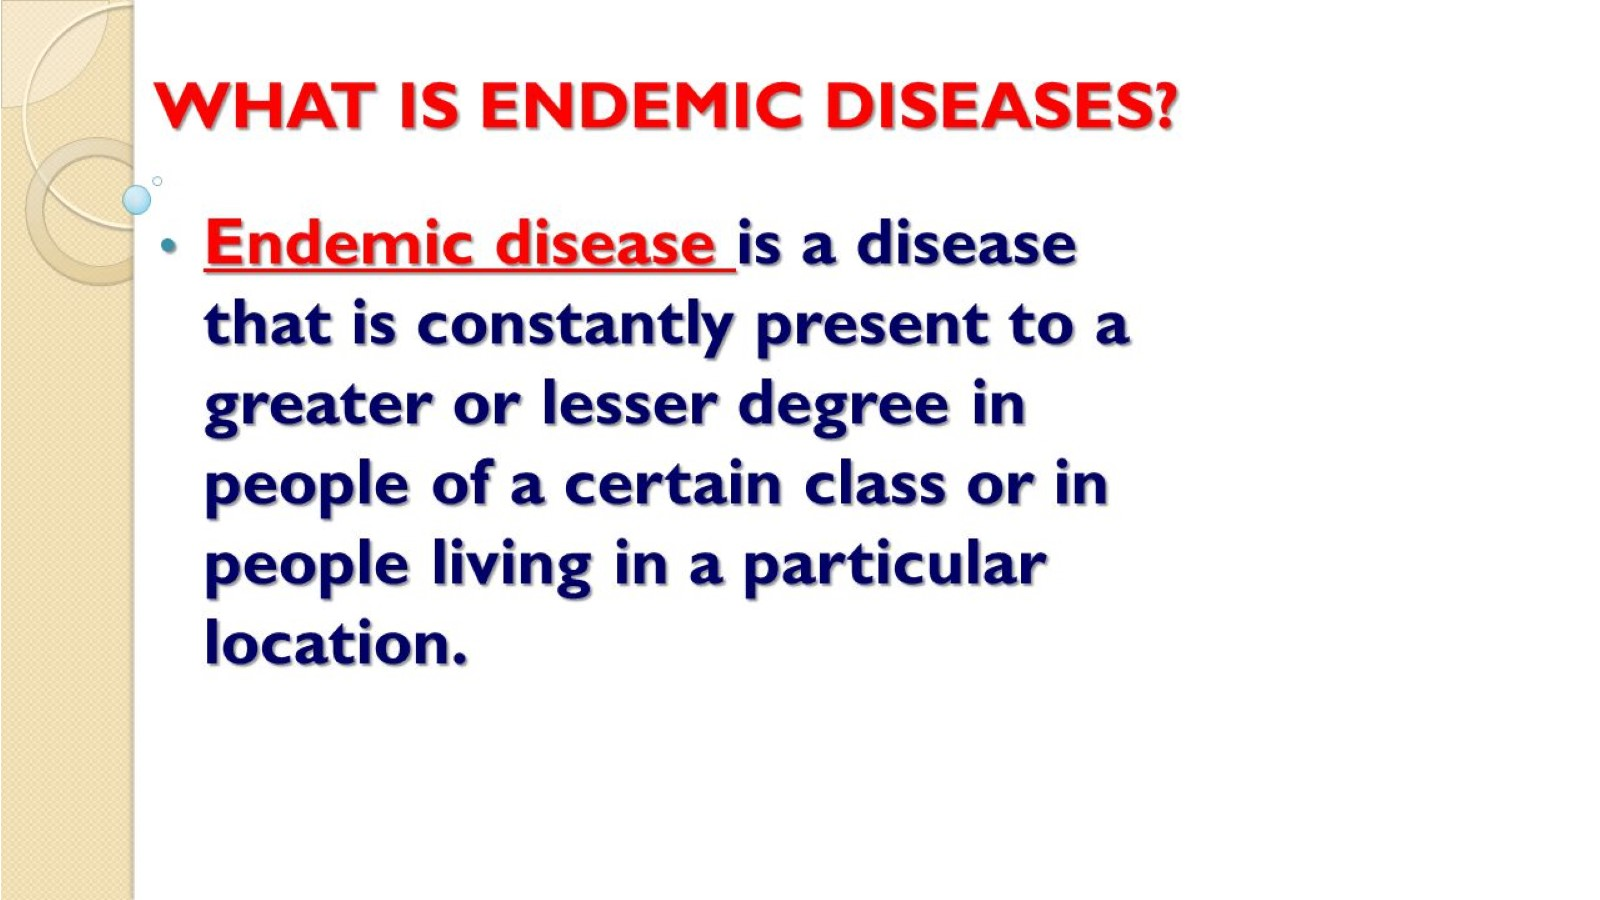 WHAT IS ENDEMIC DISEASES?
• Endemic disease is a disease
that is constantly present to a
greater or lesser degree in
people of a certain class or in
people living in a particular
location.